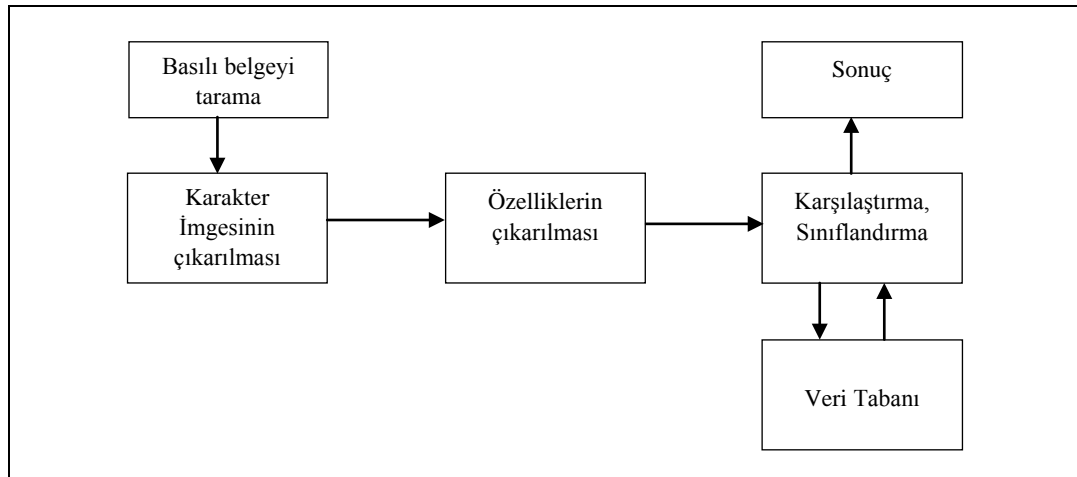 Basılı belgeyi
tarama
Sonuç
Karakter
İmgesinin
çıkarılması
Özelliklerin
çıkarılması
Karşılaştırma,
Sınıflandırma
Veri Tabanı